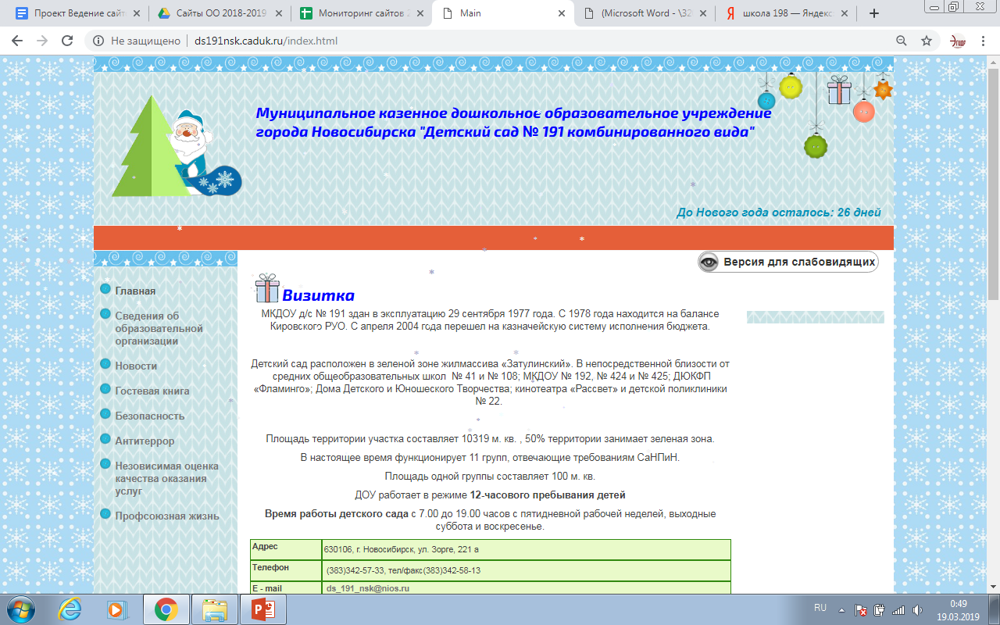 Проект Ведение сайт
Сайты ОО 2018-2019
Мониторинг сайтов 2
Main
(Microsoft Word - \32
школа 198 — Яндекс
Не защищено
ds191nsk.caduk.ru/index.html
Муниципальное казенное дошкольное образовательное учреждение
города Новосибирска "Детский сад № 191 комбинированного вида"
До Нового года осталось: 26 дней
Версия для слабовидящих
Главная
Сведения об
образовательной
организации
Новости
Гостевая книга
Безопасность
Антитеррор
Независимая оценка
качества оказания
услуг
Профсоюзная жизнь
Визитка
МКДОУ д/с № 191 здан в эксплуатацию 29 сентября 1977 года. С 1978 года находится на балансе
Кировского РУО. С апреля 2004 года перешел на казначейскую систему исполнения бюджета.
Детский сад расположен в зеленой зоне жилмассива «Затулинский». В непосредственной близости от
средних общеобразовательных школ № 41 и № 108; МКДОУ № 192, № 424 и № 425; ДЮКФП
«Фламинго»; Дома Детского и Юношеского Творчества; кинотеатра «Рассвет» и детской поликлиники
№ 22.
Площадь территории участка составляет 10319 м. кв. , 50% территории занимает зеленая зона.
В настоящее время функционирует 11 групп, отвечающие требованиям СаНПиН.
Площадь одной группы составляет 100 м. кв.
ДОУ работает в режиме 12-часового пребывания детей
Время работы детского сада с 7.00 до 19.00 часов с пятидневной рабочей неделей, выходные
суббота и воскресенье.
Адрес 630106, г. Новосибирск, ул. Зорге, 221 а
Телефон (383)342-57-33, тел/факс(383)342-58-13
E - mail ds_191_nsk@nios.ru
RU
0:49
19.03.2019